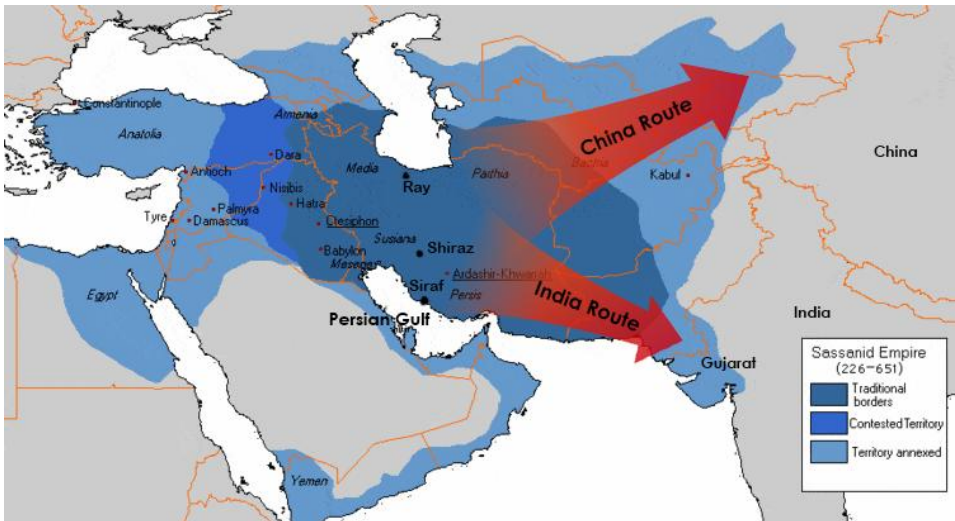 Constantinople
Anatolia
Armenia
Dara
Antioch
Nisibis
Media
Parthia
Bactria
China Route
China
Ray
Kabul
Hatra
Palmyra
Tyre
Damascus
Ctesiphon
Susiana
Shiraz
Babylon
Ardashir-Khwarrah
Siraf
Persis
Egypt
Persian Gulf
India Route
India
Gujarat
Yemen
Sassanid Empire
(226-651)
Traditional
borders
Contested Territory
Territory annexed